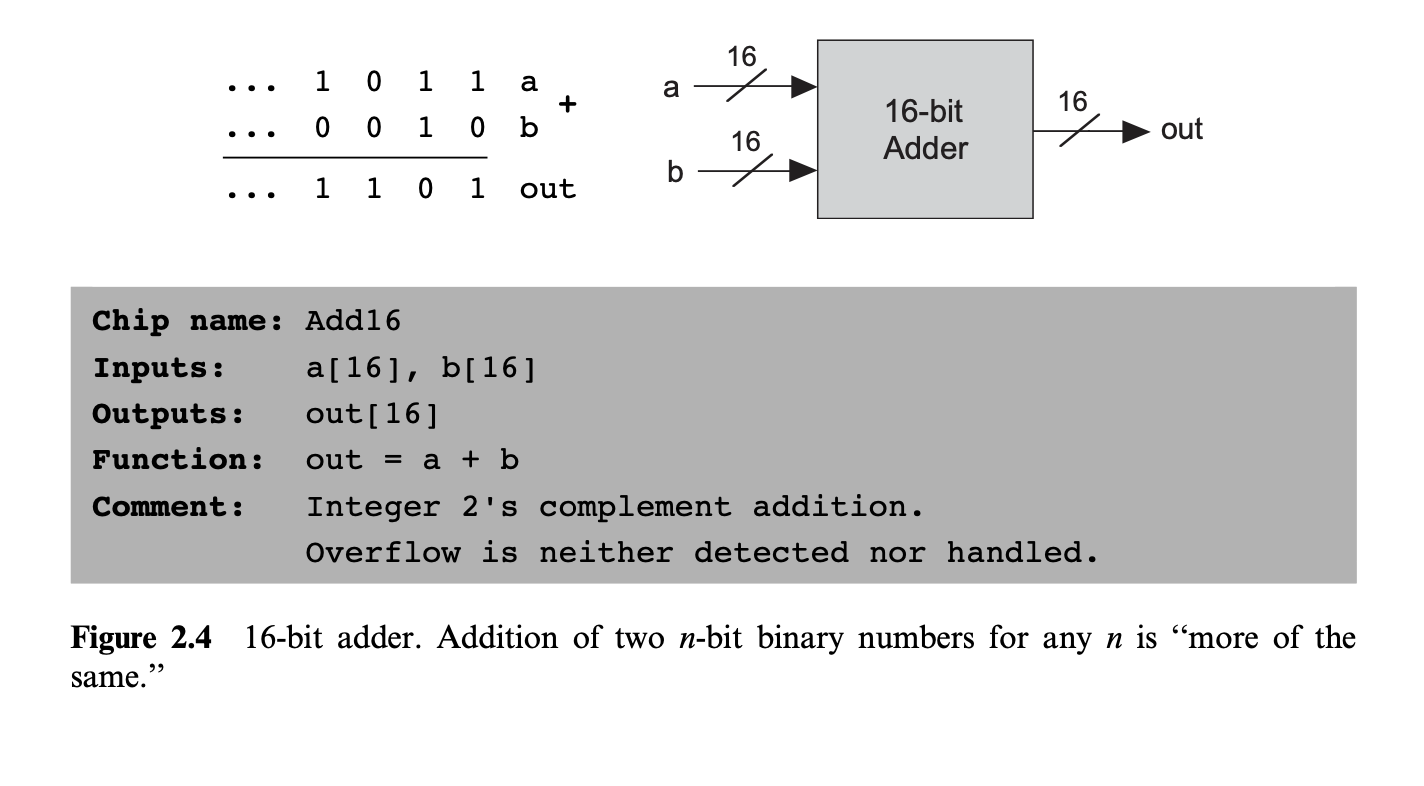 ... 1 0 1 1 a
+
... 0 0 1 0 b
... 1 1 0 1 out
16
a
16
b
16-bit
Adder
16
out
Chip name: Add16
Inputs: a[16], b[16]
Outputs: out[16]
Function: out = a + b
Comment: Integer 2's complement addition.
Overflow is neither detected nor handled.
Figure 2.4 16-bit adder. Addition of two n-bit binary numbers for any n is ‘‘more of the
same.’’